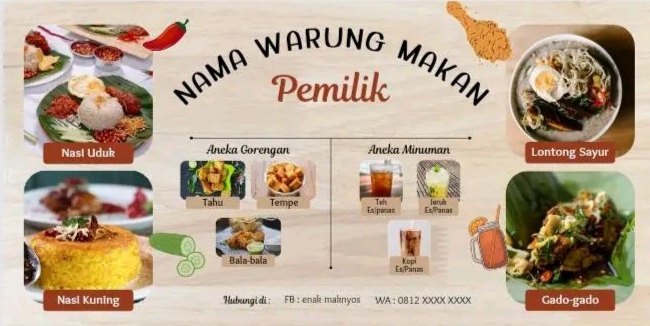 NAMA WARUNG MAKAN
Pemilik
Nasi Uduk
Lontong Sayur
Aneka Gorengan
Aneka Minuman
Tahu
Tempe
Teh
Es/panas
Jeruk
Es/Panas
Bala-bala
Kopi
Es/Panas
Nasi Kuning
Gado-gado
Hubungi di :
FB : enak maknyos
WA : 0812 XXXX XXXX